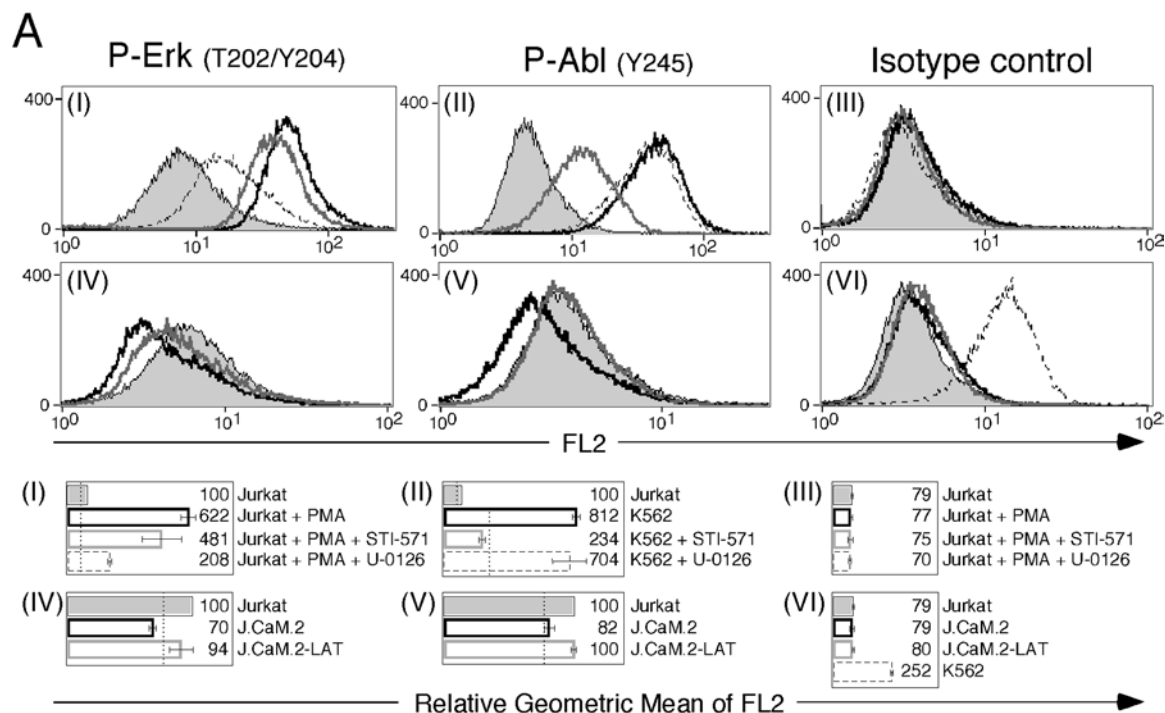 A
P-Erk (T202/Y204)
P-Abl (Y245)
Isotype control
(I)
400
0
10⁰
10¹
10²
(II)
400
0
10⁰
10¹
10²
(III)
400
0
10⁰
10¹
10²
(IV)
400
0
10⁰
10¹
10²
(V)
400
0
10⁰
10¹
(VI)
400
0
10⁰
10¹
10²
FL2
(I)
100 Jurkat
622 Jurkat + PMA
481 Jurkat + PMA + STI-571
208 Jurkat + PMA + U-0126
(II)
100 Jurkat
812 K562
234 K562 + STI-571
704 K562 + U-0126
(III)
79 Jurkat
77 Jurkat + PMA
75 Jurkat + PMA + STI-571
70 Jurkat + PMA + U-0126
(IV)
100 Jurkat
70 J.CaM.2
94 J.CaM.2-LAT
(V)
100 Jurkat
82 J.CaM.2
100 J.CaM.2-LAT
(VI)
79 Jurkat
79 J.CaM.2
80 J.CaM.2-LAT
252 K562
Relative Geometric Mean of FL2